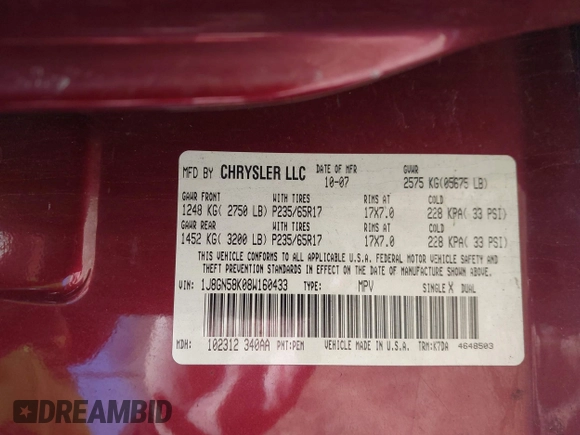 MFD BY CHRYSLER LLC DATE OF MFR GVWR
10-07 2575 KG(05675 LB)
GAWR FRONT WITH TIRES RIMS AT COLD
1248 KG( 2750 LB) P235/65R17 17X7.0 228 KPA( 33 PSI)
GAWR REAR WITH TIRES RIMS AT COLD
1452 KG( 3200 LB) P235/65R17 17X7.0 228 KPA( 33 PSI)
THIS VEHICLE CONFORMS TO ALL APPLICABLE U.S.A. FEDERAL MOTOR VEHICLE SAFETY AND
THEFT PREVENTION STANDARDS IN EFFECT ON THE DATE OF MANUFACTURE SHOWN ABOVE.
VIN: 1J8GN58K08W160433 TYPE: MPV SINGLE X DUAL
MDH: 102312 340AA PNT:PEM VEHICLE MADE IN U.S.A. TRM:K7DA 4648503
DREAMBID